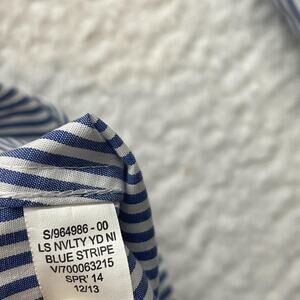 S/964986 - 00
LS NVLTY YD NI
BLUE STRIPE
V/700063215
SPR' 14
12/13